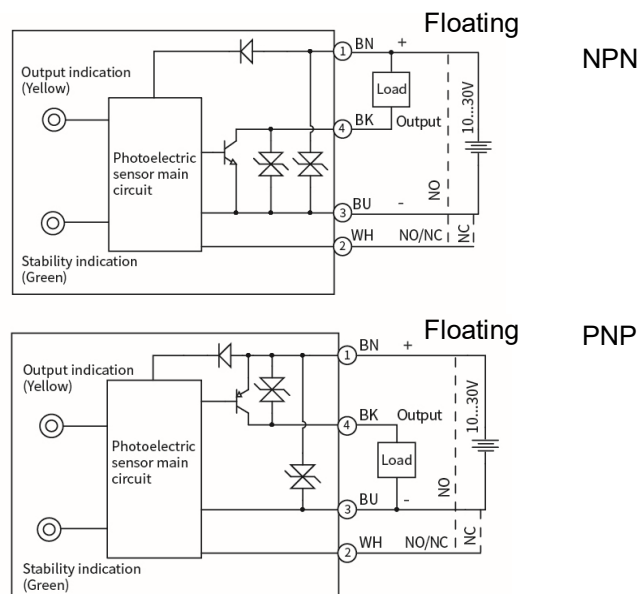 Floating
NPN
1 BN +
Output indication
(Yellow)
Load
10...30V
4 BK Output
Photoelectric
sensor main
circuit
NO
3 BU -
2 WH NO/NC NC
Stability indication
(Green)
Floating
PNP
1 BN +
Output indication
(Yellow)
10...30V
4 BK Output
Photoelectric
sensor main
circuit
Load
NO
3 BU -
2 WH NO/NC NC
Stability indication
(Green)